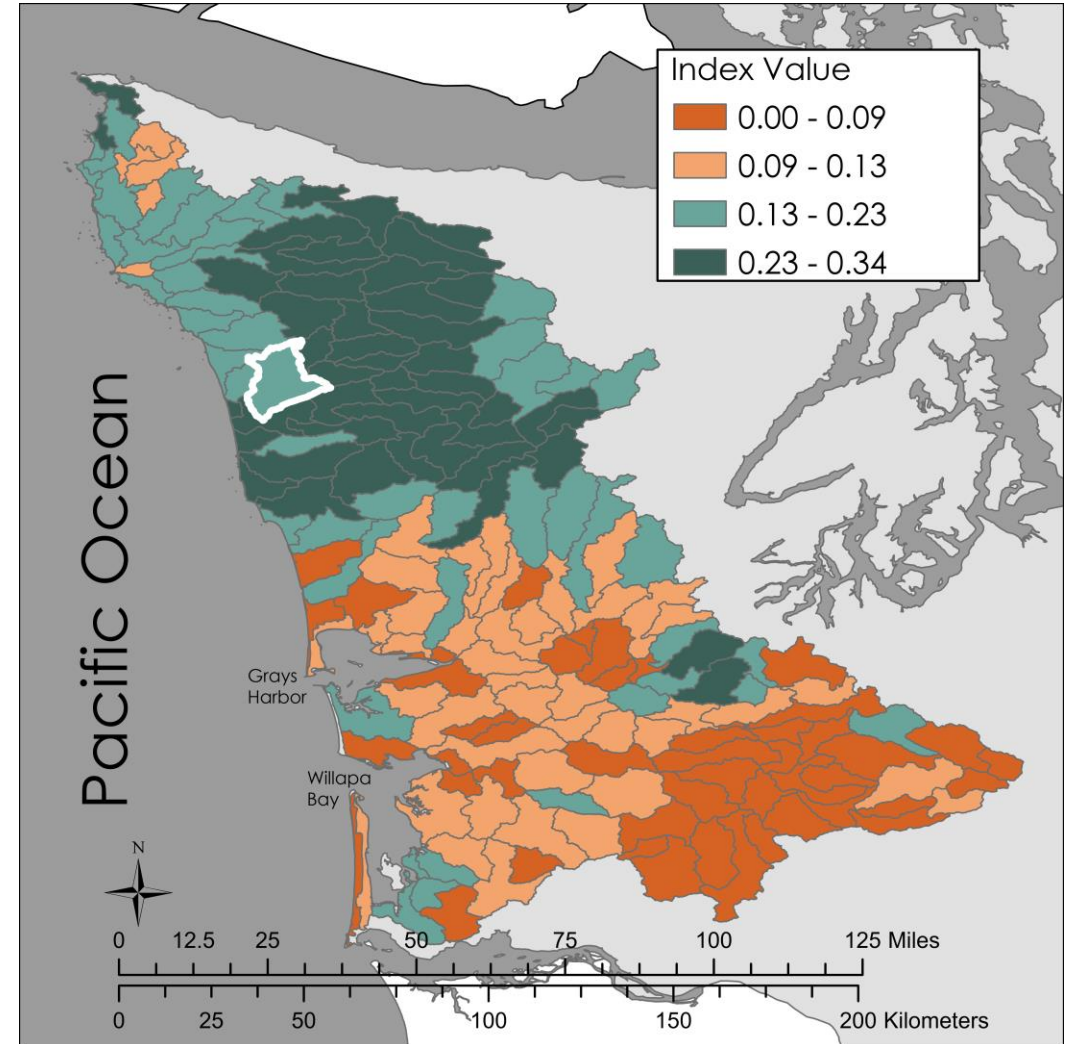 Index Value
0.00 - 0.09
0.09 - 0.13
0.13 - 0.23
0.23 - 0.34
Pacific Ocean
Grays
Harbor
Willapa
Bay
N
0 12.5 25 50 75 100 125 Miles
0 25 50 100 150 200 Kilometers